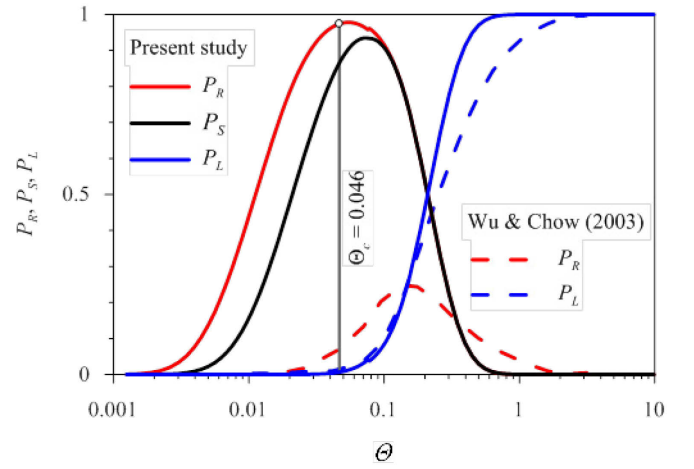 1
0.5
0
P_R, P_S, P_L
Present study
P_R
P_S
P_L
Θ_c = 0.046
Wu & Chow (2003)
P_R
P_L
0.001
0.01
0.1
1
10
Θ